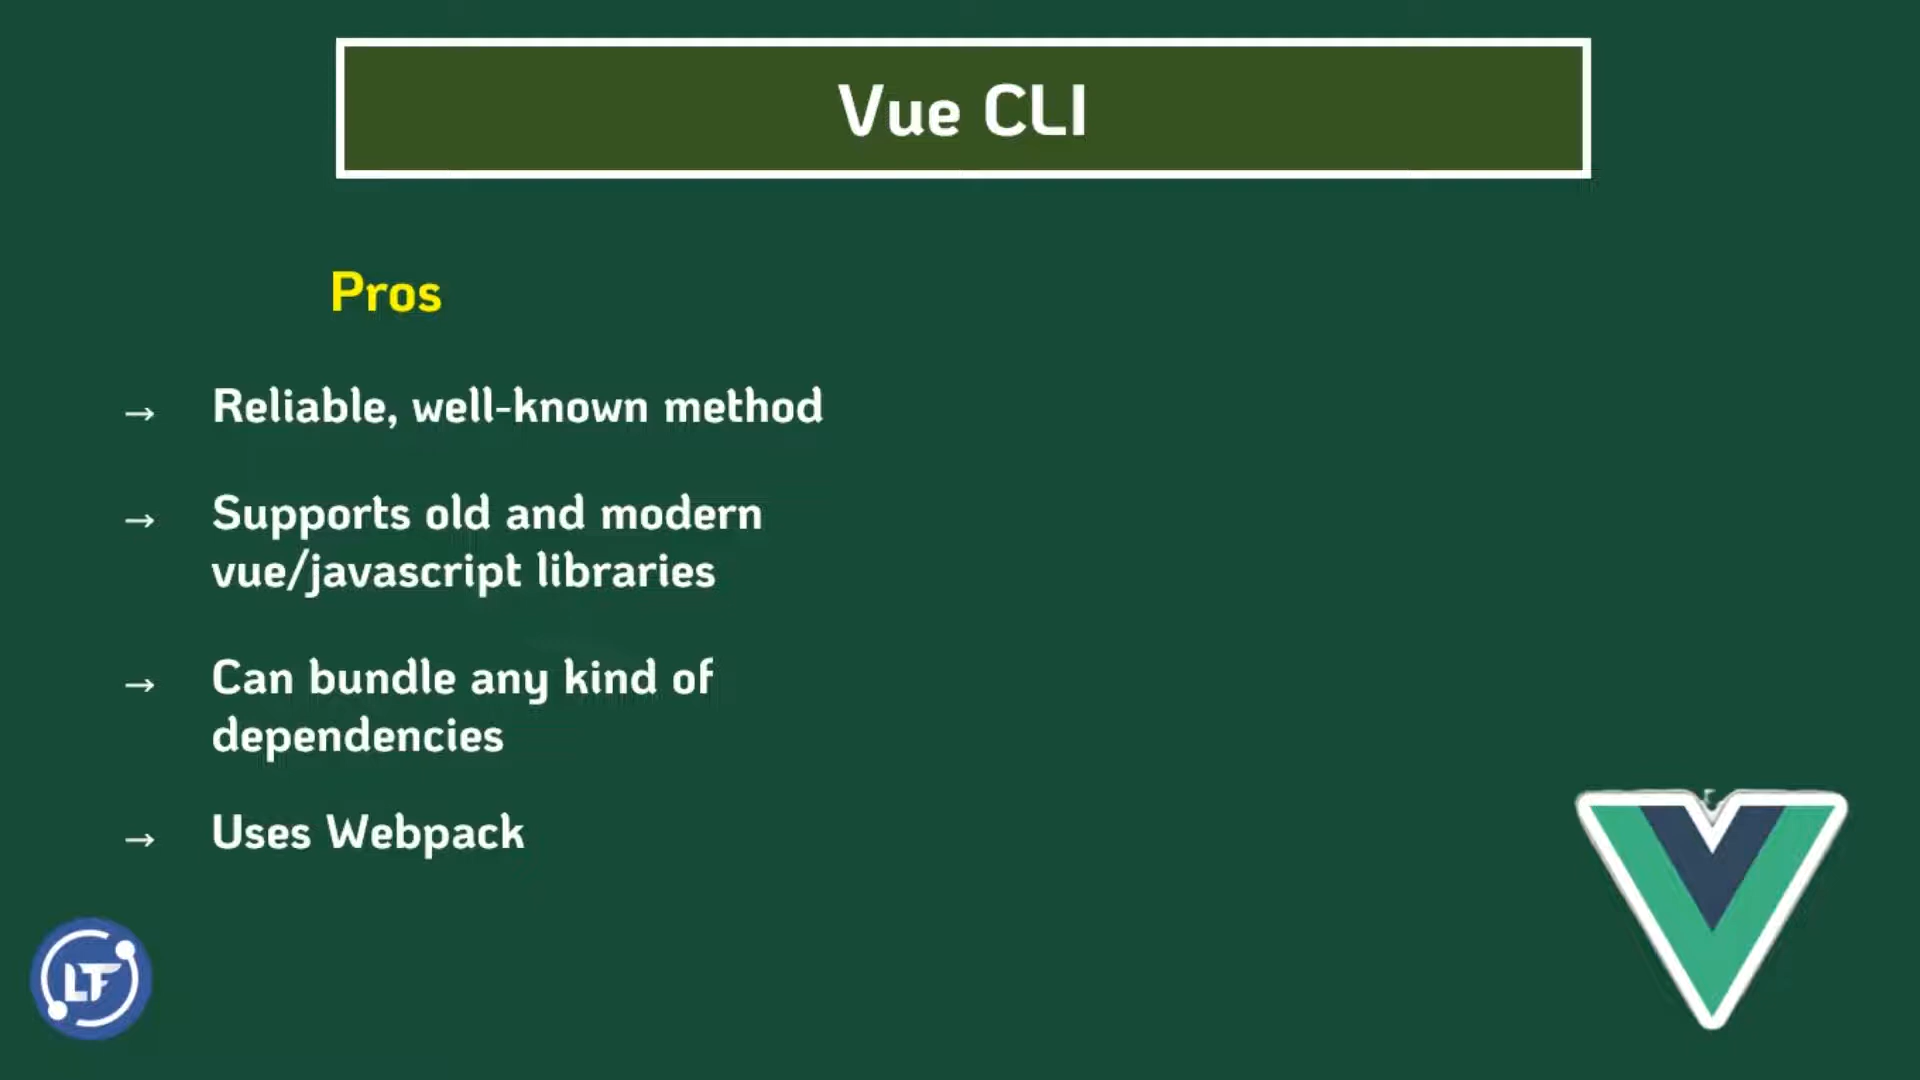 Vue CLI
Pros
→ Reliable, well-known method
→ Supports old and modern
vue/javascript libraries
→ Can bundle any kind of
dependencies
→ Uses Webpack
LF